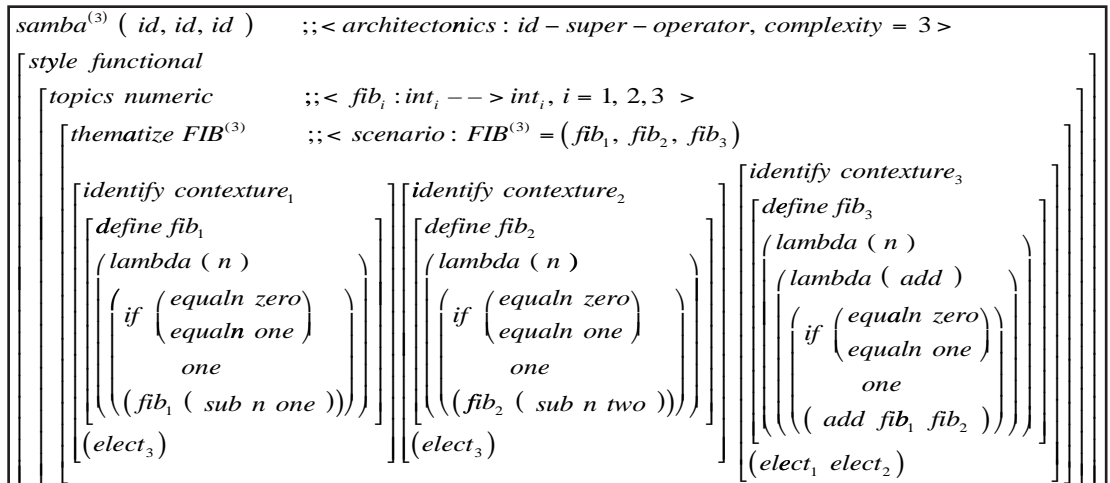 samba^(3) ( id, id, id ) ;;< architectonics : id – super – operator, complexity = 3 >
style functional
topics numeric ;;< fib_i : int_i – – > int_i, i = 1, 2, 3 >
thematize FIB^(3) ;;< scenario : FIB^(3) = (fib_1, fib_2, fib_3)
identify contexture_1
define fib_1
lambda ( n )
if (equaln zero
equaln one)
one
(fib_1 ( sub n one ))
(elect_3)
identify contexture_2
define fib_2
lambda ( n )
if (equaln zero
equaln one)
one
(fib_2 ( sub n two ))
(elect_3)
identify contexture_3
define fib_3
lambda ( n )
lambda ( add )
if (equaln zero
equaln one)
one
( add fib_1 fib_2 )
(elect_1 elect_2)